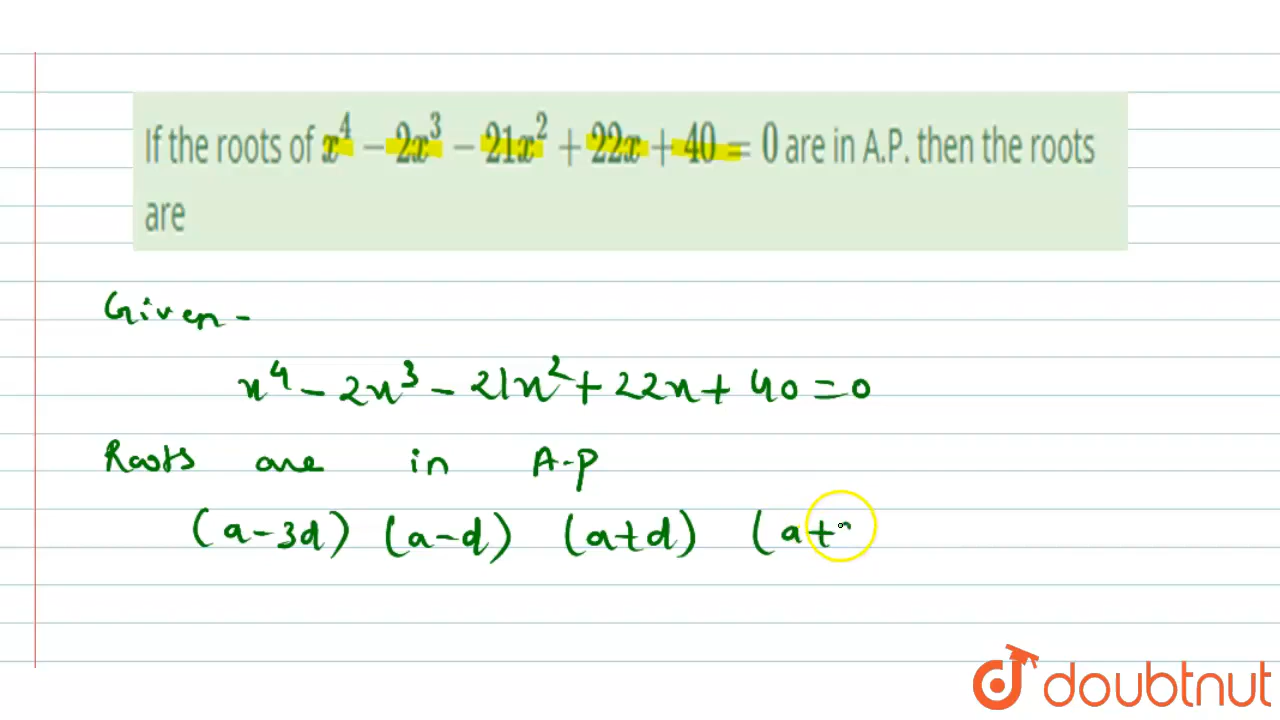 If the roots of x⁴ − 2x³ − 21x² + 22x + 40 = 0 are in A.P. then the roots
are
Given -
x⁴ - 2x³ - 21x² + 22x + 40 = 0
Roots are in A.P
(a-3d) (a-d) (a+d) (a+
doubtnut